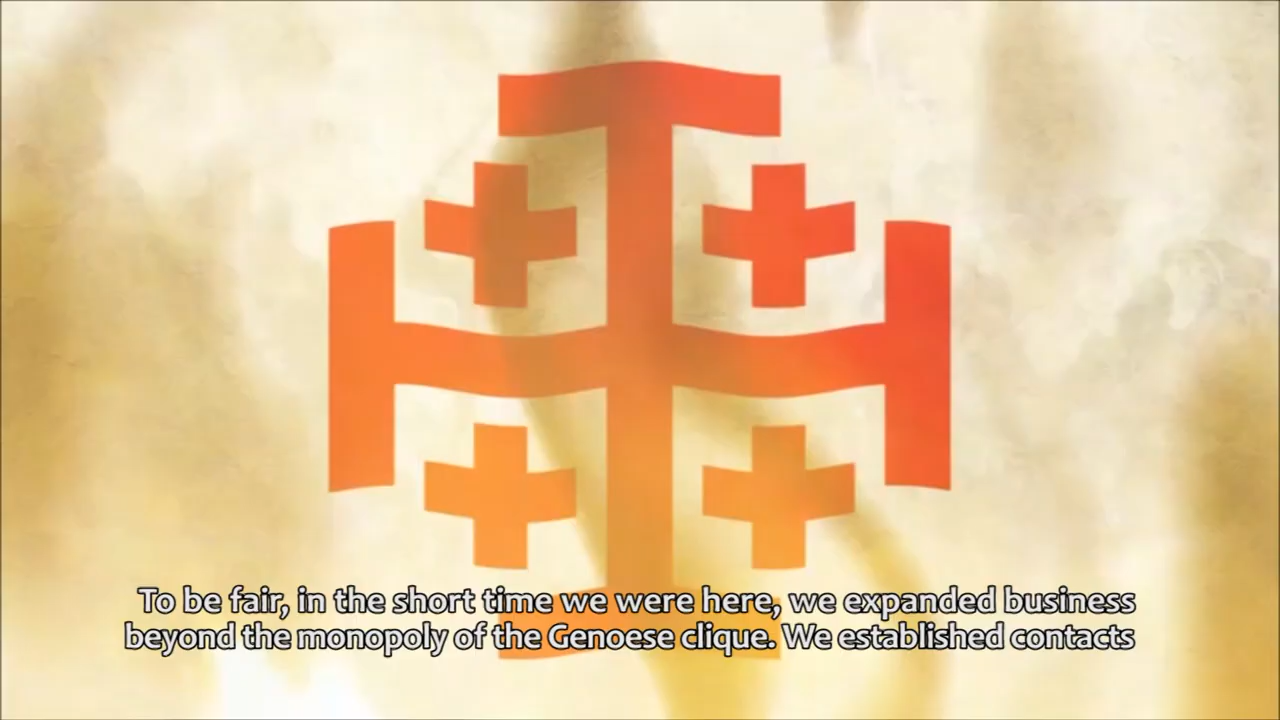 To be fair, in the short time we were here, we expanded business
beyond the monopoly of the Genoese clique. We established contacts